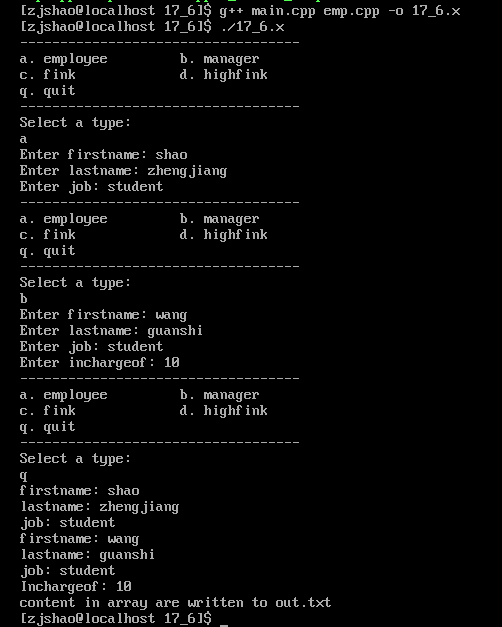 [zjshao@localhost 17_6]$ g++ main.cpp emp.cpp -o 17_6.x
[zjshao@localhost 17_6]$ ./17_6.x
-----------------------------------
a. employee         b. manager
c. fink             d. highfink
q. quit
-----------------------------------
Select a type:
a
Enter firstname: shao
Enter lastname: zhengjiang
Enter job: student
-----------------------------------
a. employee         b. manager
c. fink             d. highfink
q. quit
-----------------------------------
Select a type:
b
Enter firstname: wang
Enter lastname: guanshi
Enter job: student
Enter inchargeof: 10
-----------------------------------
a. employee         b. manager
c. fink             d. highfink
q. quit
-----------------------------------
Select a type:
q
firstname: shao
lastname: zhengjiang
job: student
firstname: wang
lastname: guanshi
job: student
Inchargeof: 10
content in array are written to out.txt
[zjshao@localhost 17_6]$ _